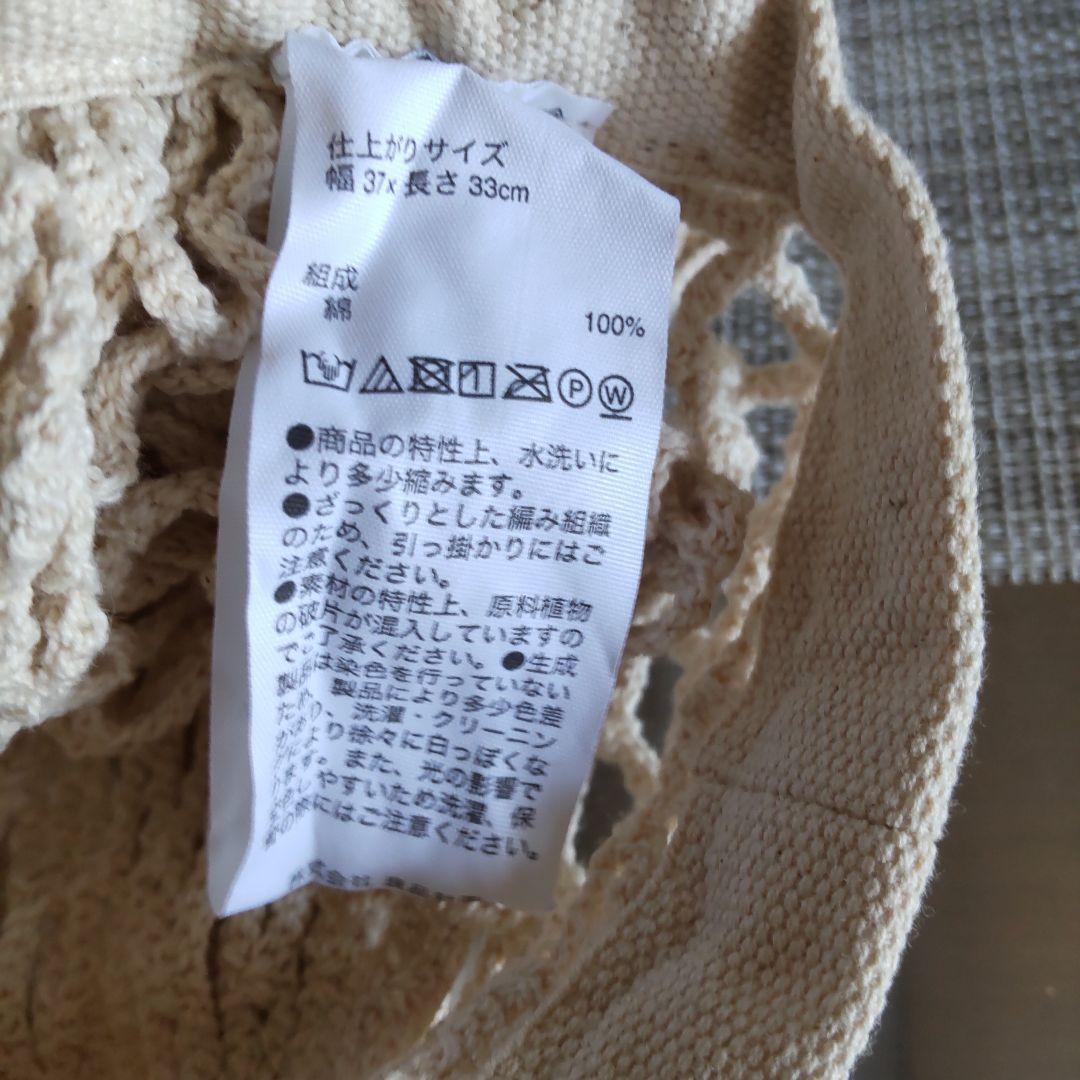 仕上がりサイズ
幅 37x 長さ 33cm
組成
綿 100%
P W
●商品の特性上、水洗いに
より多少縮みます。
●ざっくりとした編み組織
のため、引っ掛かりにはご
注意ください。
●素材の特性上、原料植物
の破片が混入していますの
でご了承ください。●生成
製品は染色を行っていない
ため、製品により多少色差
があり、洗濯・クリーニン
グにより徐々に白っぽくな
ります。また、光の影響で
変色しやすいため洗濯、保
管の際にはご注意ください。
株式会社 良品